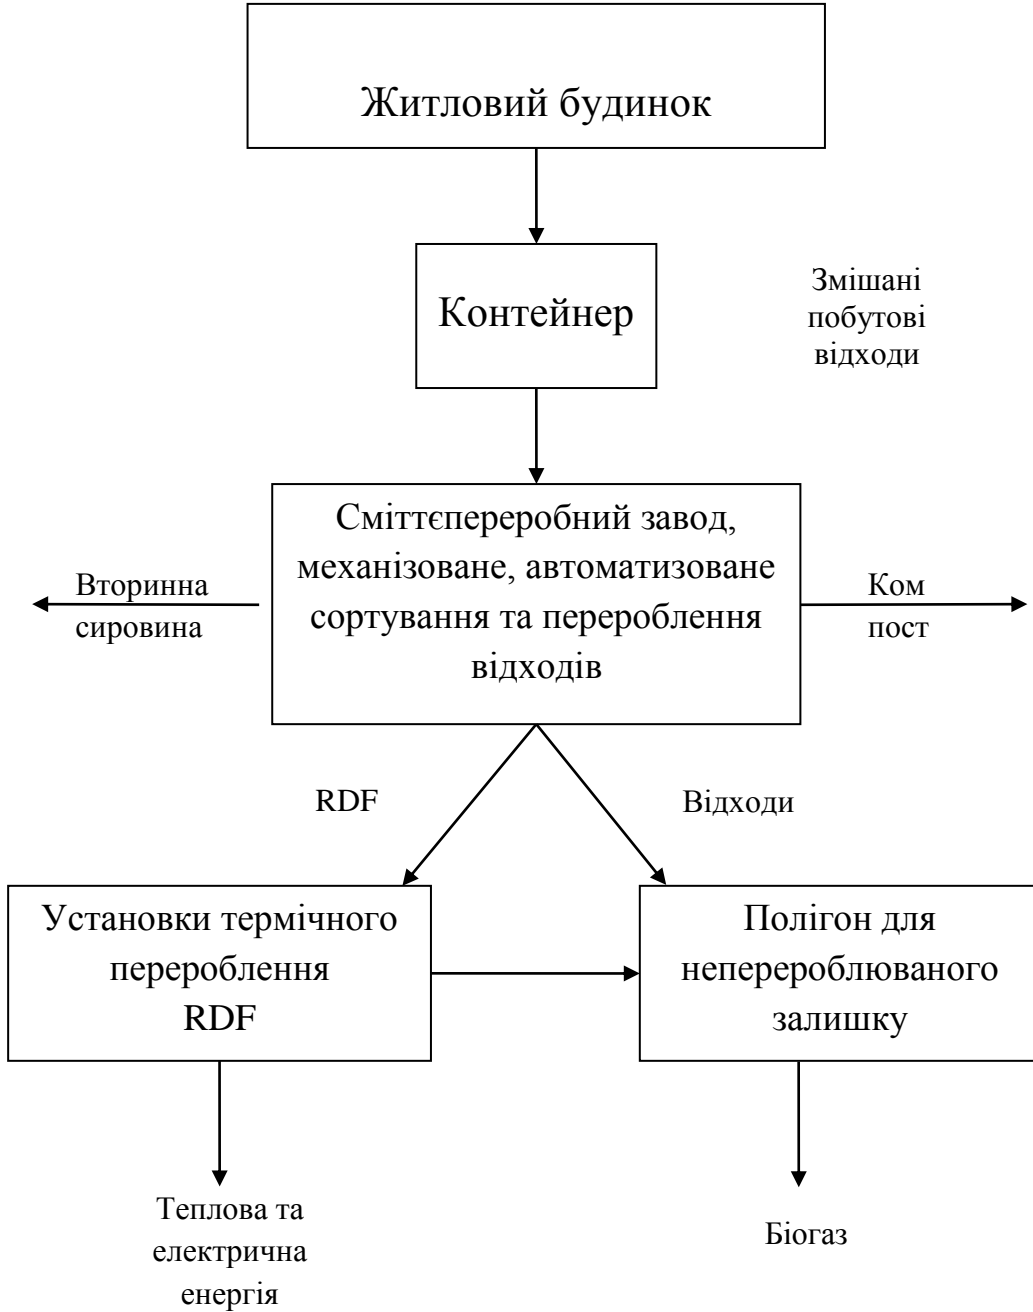 Житловий будинок
Контейнер
Змішані
побутові
відходи
Сміттєпереробний завод,
механізоване, автоматизоване
сортування та перероблення
відходів
Вторинна
сировина
Ком
пост
RDF
Відходи
Установки термічного
перероблення
RDF
Полігон для
неперероблюваного
залишку
Теплова та
електрична
енергія
Біогаз